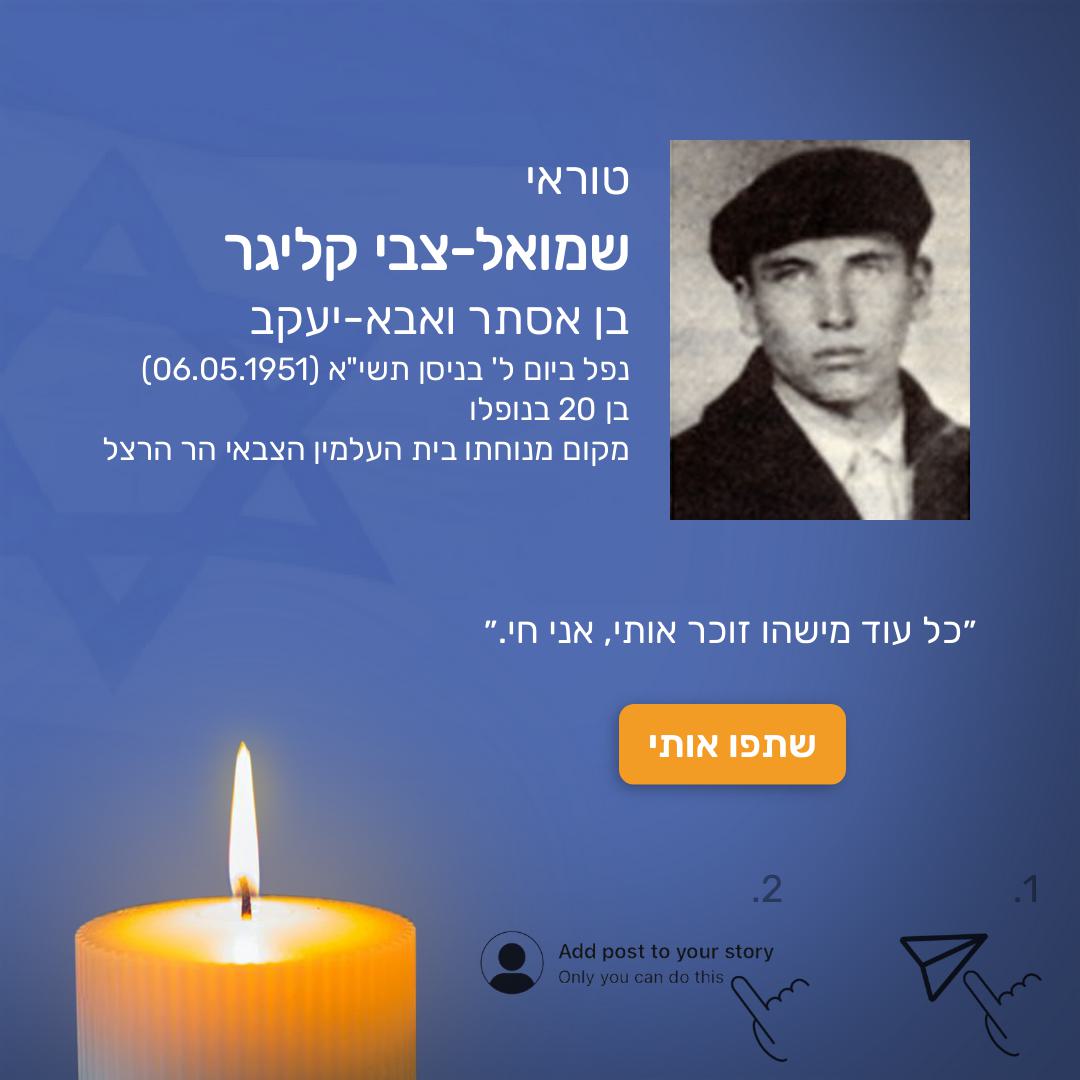 טוראי
שמואל-צבי קליגר
בן אסתר ואבא-יעקב
נפל ביום ל' בניסן תשי"א (06.05.1951)
בן 20 בנופלו
מקום מנוחתו בית העלמין הצבאי הר הרצל
״כל עוד מישהו זוכר אותי, אני חי.״
שתפו אותי
1.
2.
Add post to your story
Only you can do this